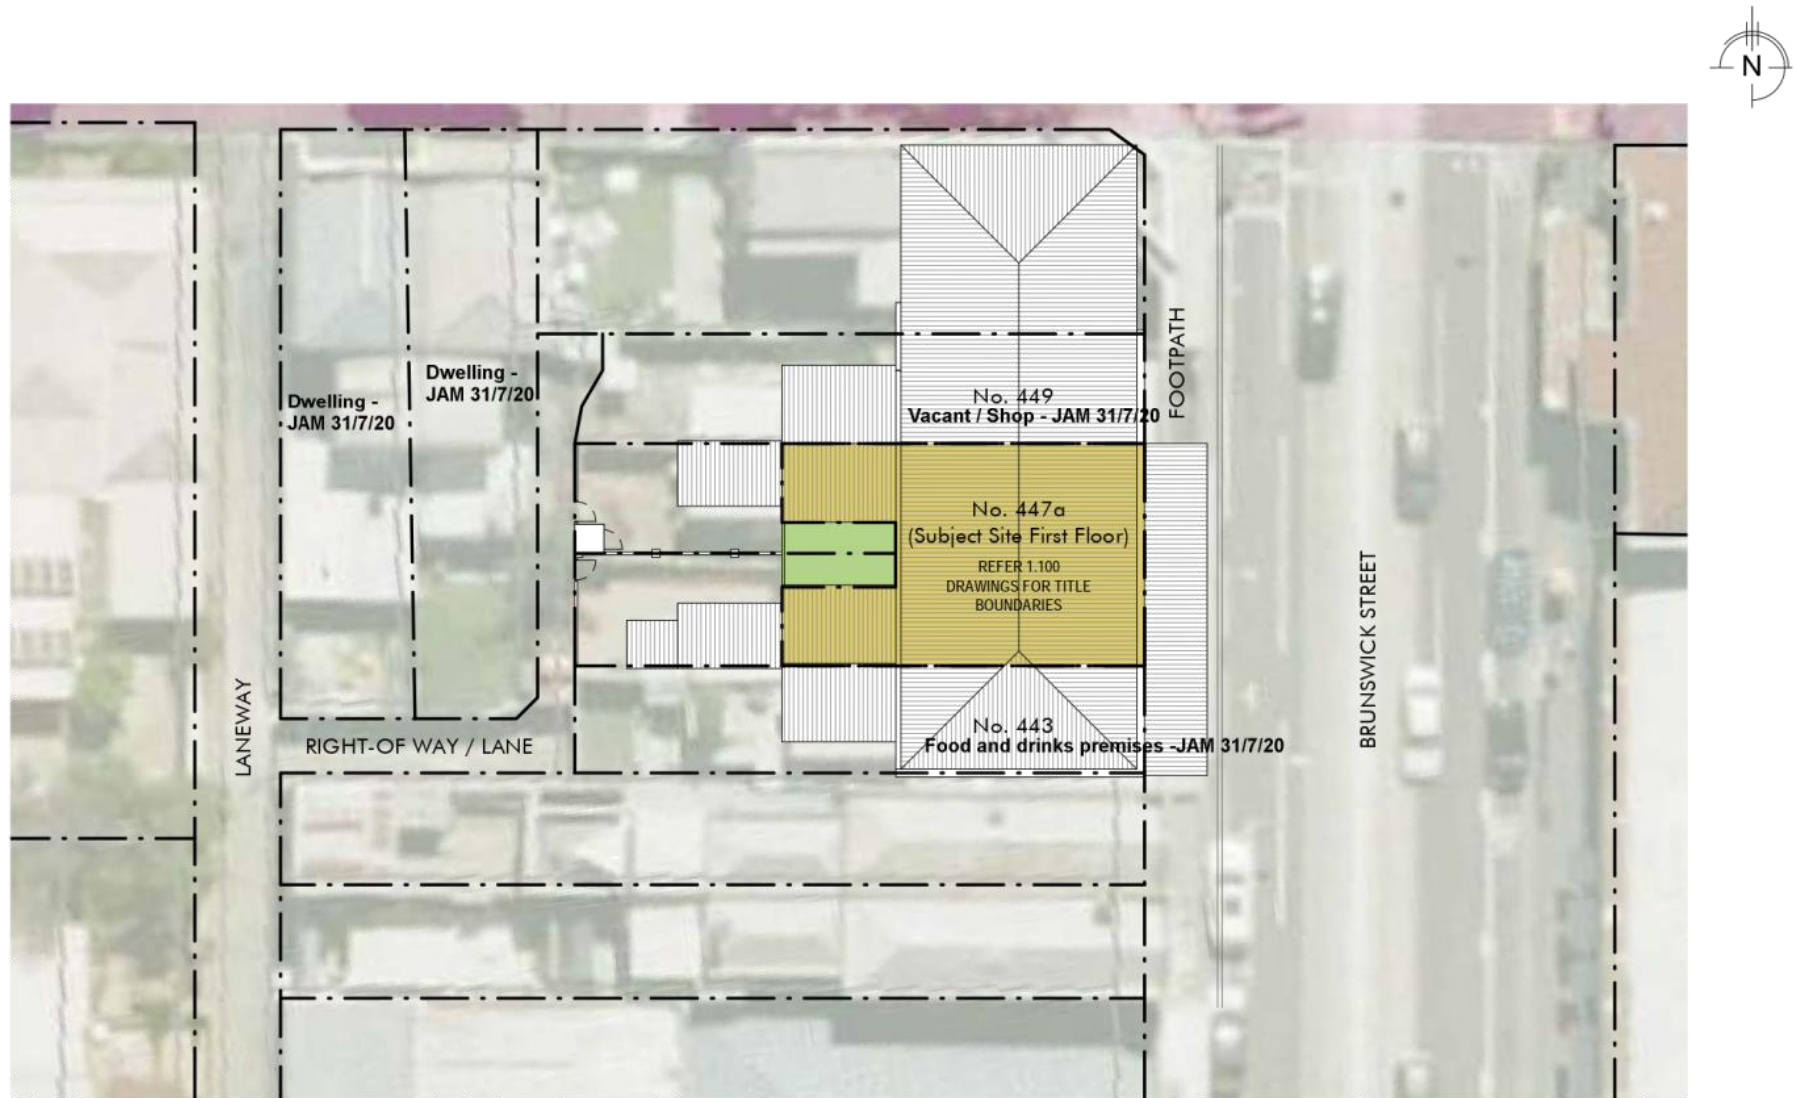 N
Dwelling -
JAM 31/7/20
Dwelling -
JAM 31/7/20
FOOTPATH
No. 449
Vacant / Shop - JAM 31/7/20
No. 447a
(Subject Site First Floor)
REFER 1.100
DRAWINGS FOR TITLE
BOUNDARIES
BRUNSWICK STREET
LANEWAY
RIGHT-OF WAY / LANE
No. 443
Food and drinks premises -JAM 31/7/20